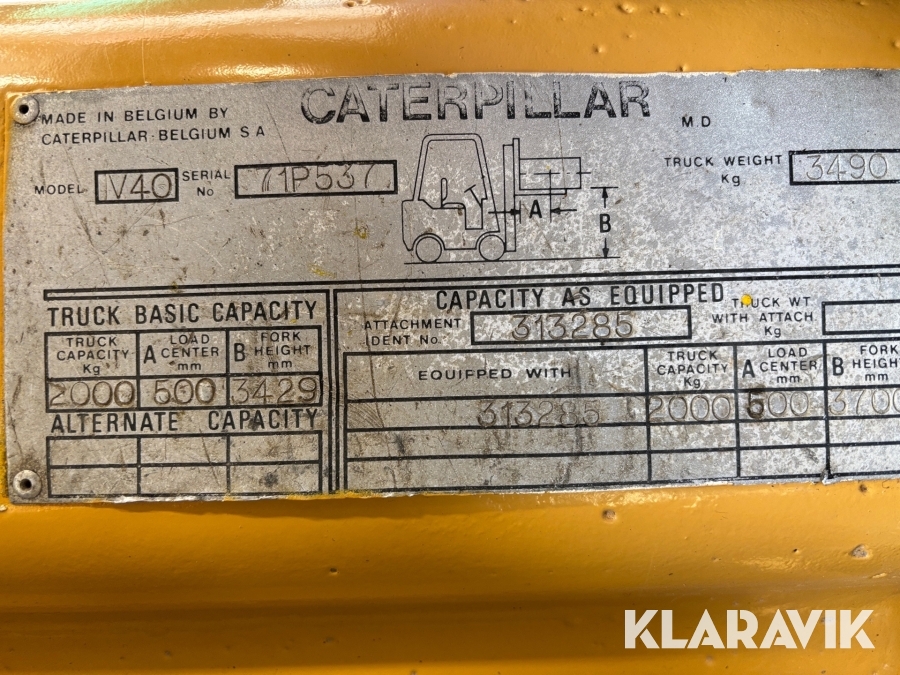 CATERPILLAR
MADE IN BELGIUM BY
CATERPILLAR BELGIUM S A
M.D
MODEL V40 SERIAL No 71P537
TRUCK WEIGHT Kg 3490
A
B
TRUCK BASIC CAPACITY
TRUCK CAPACITY Kg A LOAD CENTER mm B FORK HEIGHT mm
2000 500 3429
ALTERNATE CAPACITY
CAPACITY AS EQUIPPED
ATTACHMENT IDENT No. 313285
TRUCK WT WITH ATTACH Kg
EQUIPPED WITH TRUCK CAPACITY Kg A LOAD CENTER mm B FORK HEIGHT mm
313285 2000 500 3700
KLARAVIK